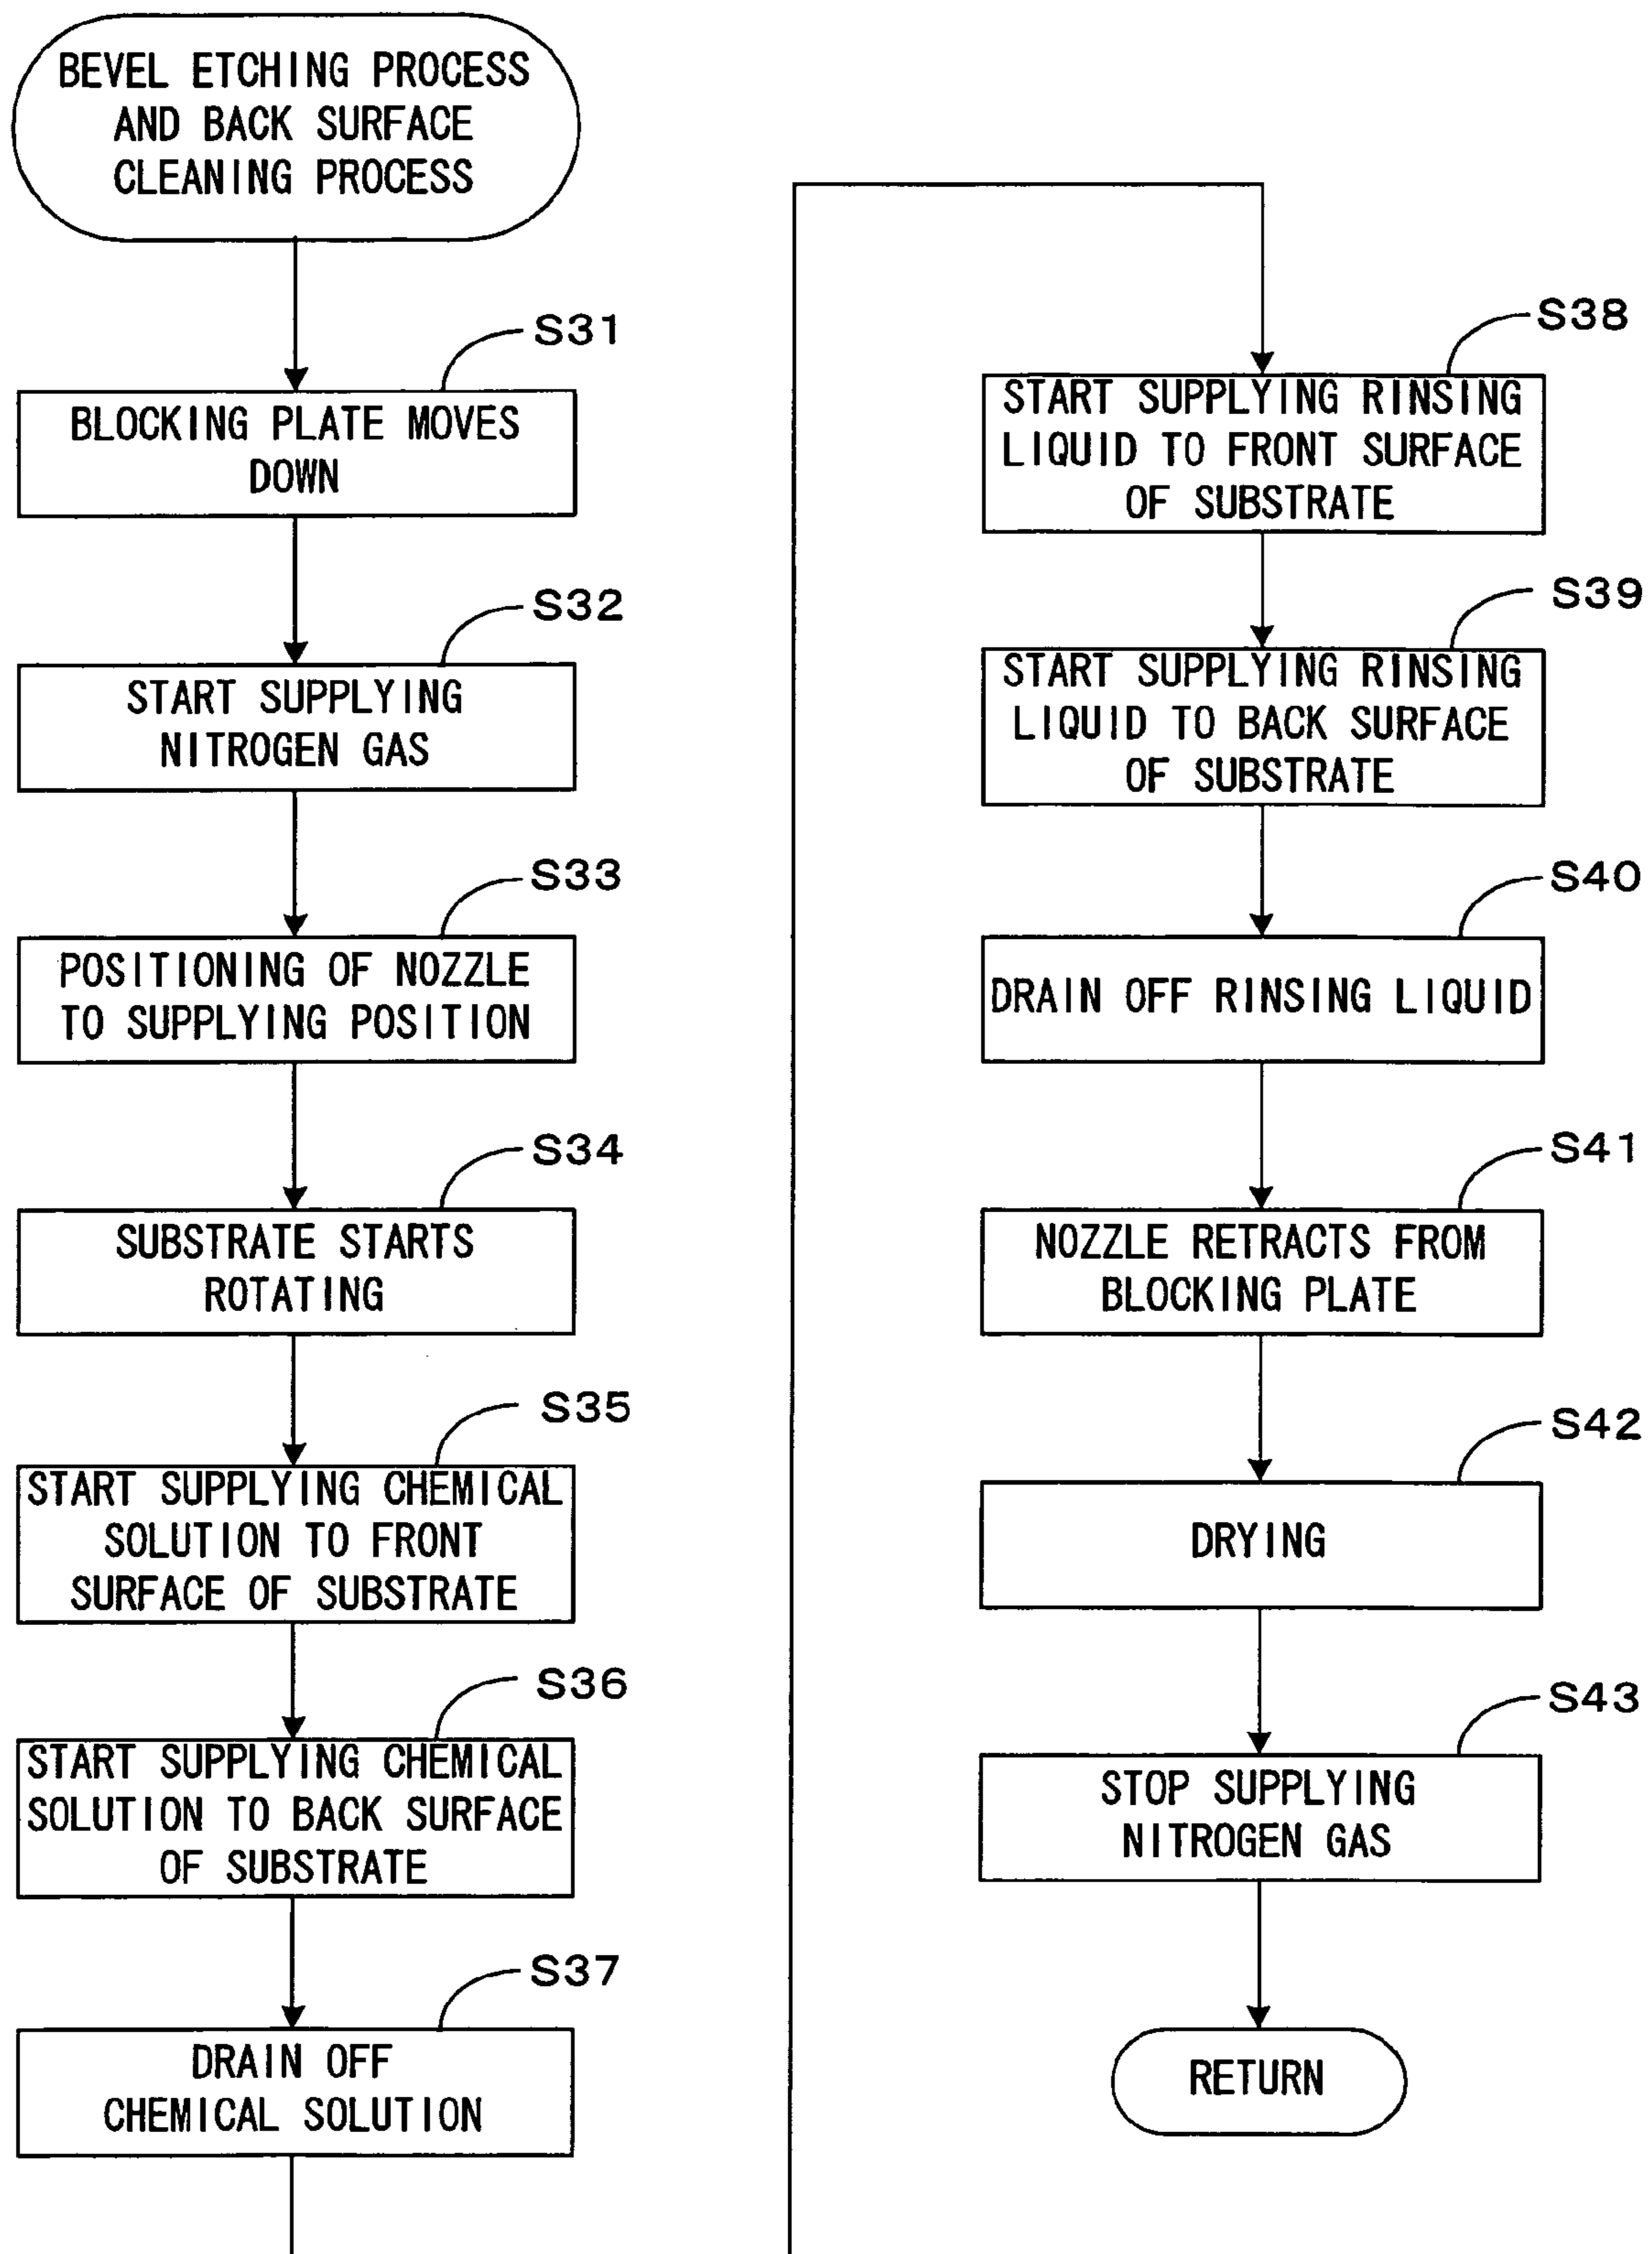 BEVEL ETCHING PROCESS
AND BACK SURFACE
CLEANING PROCESS
S31
BLOCKING PLATE MOVES
DOWN
S32
START SUPPLYING
NITROGEN GAS
S33
POSITIONING OF NOZZLE
TO SUPPLYING POSITION
S34
SUBSTRATE STARTS
ROTATING
S35
START SUPPLYING CHEMICAL
SOLUTION TO FRONT
SURFACE OF SUBSTRATE
S36
START SUPPLYING CHEMICAL
SOLUTION TO BACK SURFACE
OF SUBSTRATE
S37
DRAIN OFF
CHEMICAL SOLUTION
S38
START SUPPLYING RINSING
LIQUID TO FRONT SURFACE
OF SUBSTRATE
S39
START SUPPLYING RINSING
LIQUID TO BACK SURFACE
OF SUBSTRATE
S40
DRAIN OFF RINSING LIQUID
S41
NOZZLE RETRACTS FROM
BLOCKING PLATE
S42
DRYING
S43
STOP SUPPLYING
NITROGEN GAS
RETURN